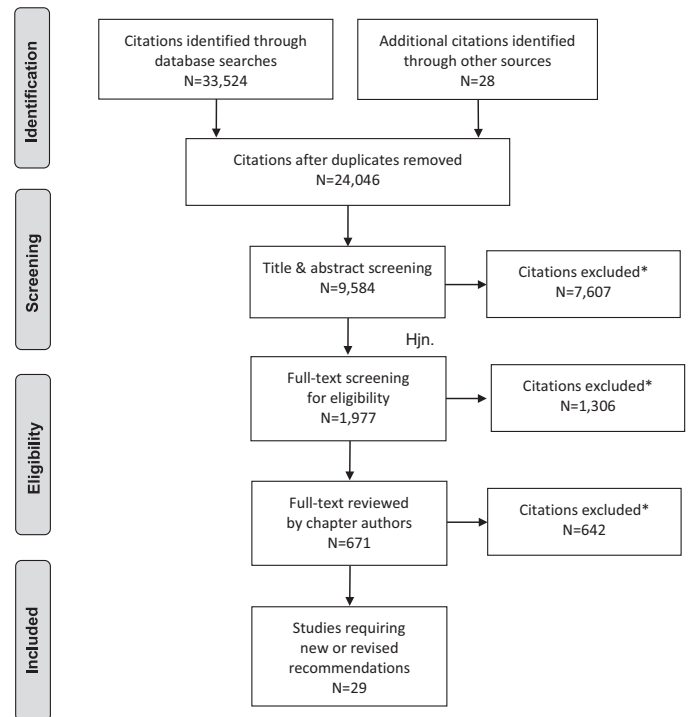 Identification
Citations identified through
database searches
N=33,524
Additional citations identified
through other sources
N=28
Citations after duplicates removed
N=24,046
Screening
Title & abstract screening
N=9,584
Citations excluded*
N=7,607
Hjn.
Eligibility
Full-text screening
for eligibility
N=1,977
Citations excluded*
N=1,306
Full-text reviewed
by chapter authors
N=671
Citations excluded*
N=642
Included
Studies requiring
new or revised
recommendations
N=29